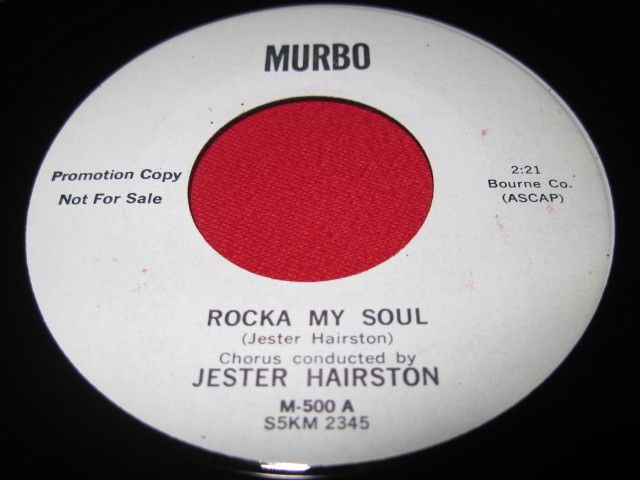 MURBO
Promotion Copy
Not For Sale
2:21
Bourne Co.
(ASCAP)
ROCKA MY SOUL
(Jester Hairston)
Chorus conducted by
JESTER HAIRSTON
M-500 A
S5KM 2345